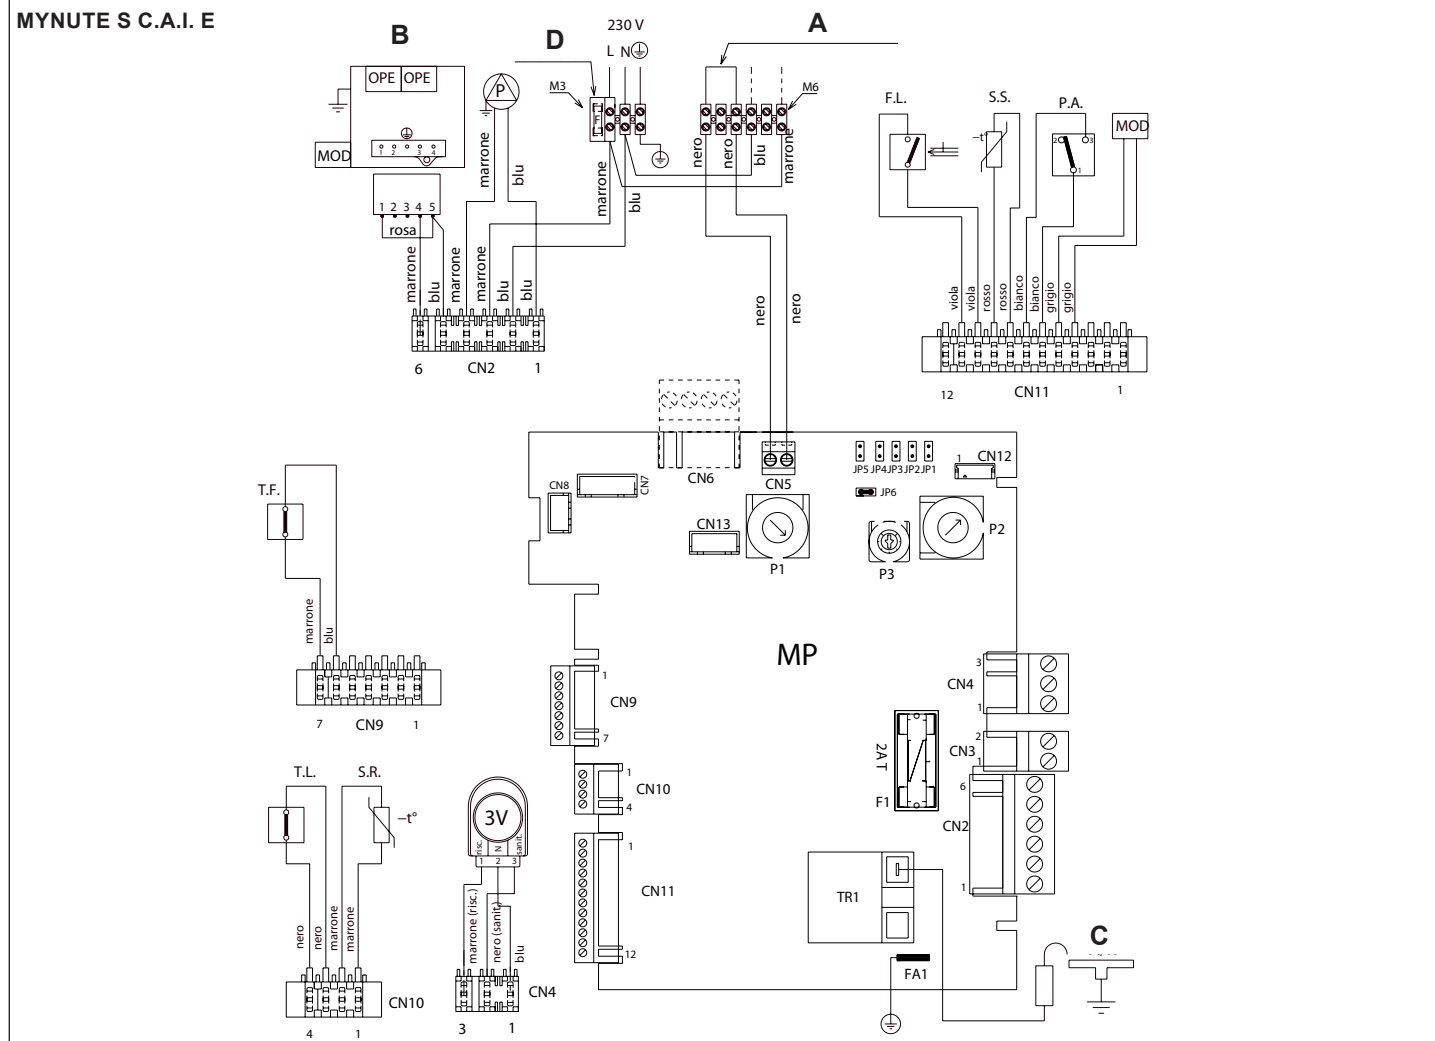 MYNUTE S C.A.I. E
B
D
230 V
A
L N
OPE OPE
P
M3
F
M6
MOD
1 2 3 4
1 2 3 4 5
rosa
marrone
blu
marrone
blu
nero
nero
blu
marrone
marrone
blu
marrone
marrone
blu
blu
6 CN2 1
nero
nero
F.L.
S.S.
P.A.
MOD
−t°
2 3
1
viola
viola
rosso
rosso
bianco
bianco
grigio
grigio
12 CN11 1
CN6
CN5
JP5 JP4 JP3 JP2 JP1
1 CN12
JP6
CN8
CN7
CN13
P1
P3
P2
MP
T.F.
marrone
blu
7 CN9 1
1
CN9
7
1
CN10
4
1
CN11
12
3
CN4
1
2
CN3
1
6
CN2
1
2A T
F1
TR1
FA1
C
T.L.
S.R.
−t°
nero
nero
marrone
marrone
CN10
4 1
3V
risc.
N
sanit.
1 2 3
marrone (risc.)
nero (sanit.)
blu
CN4
3 1